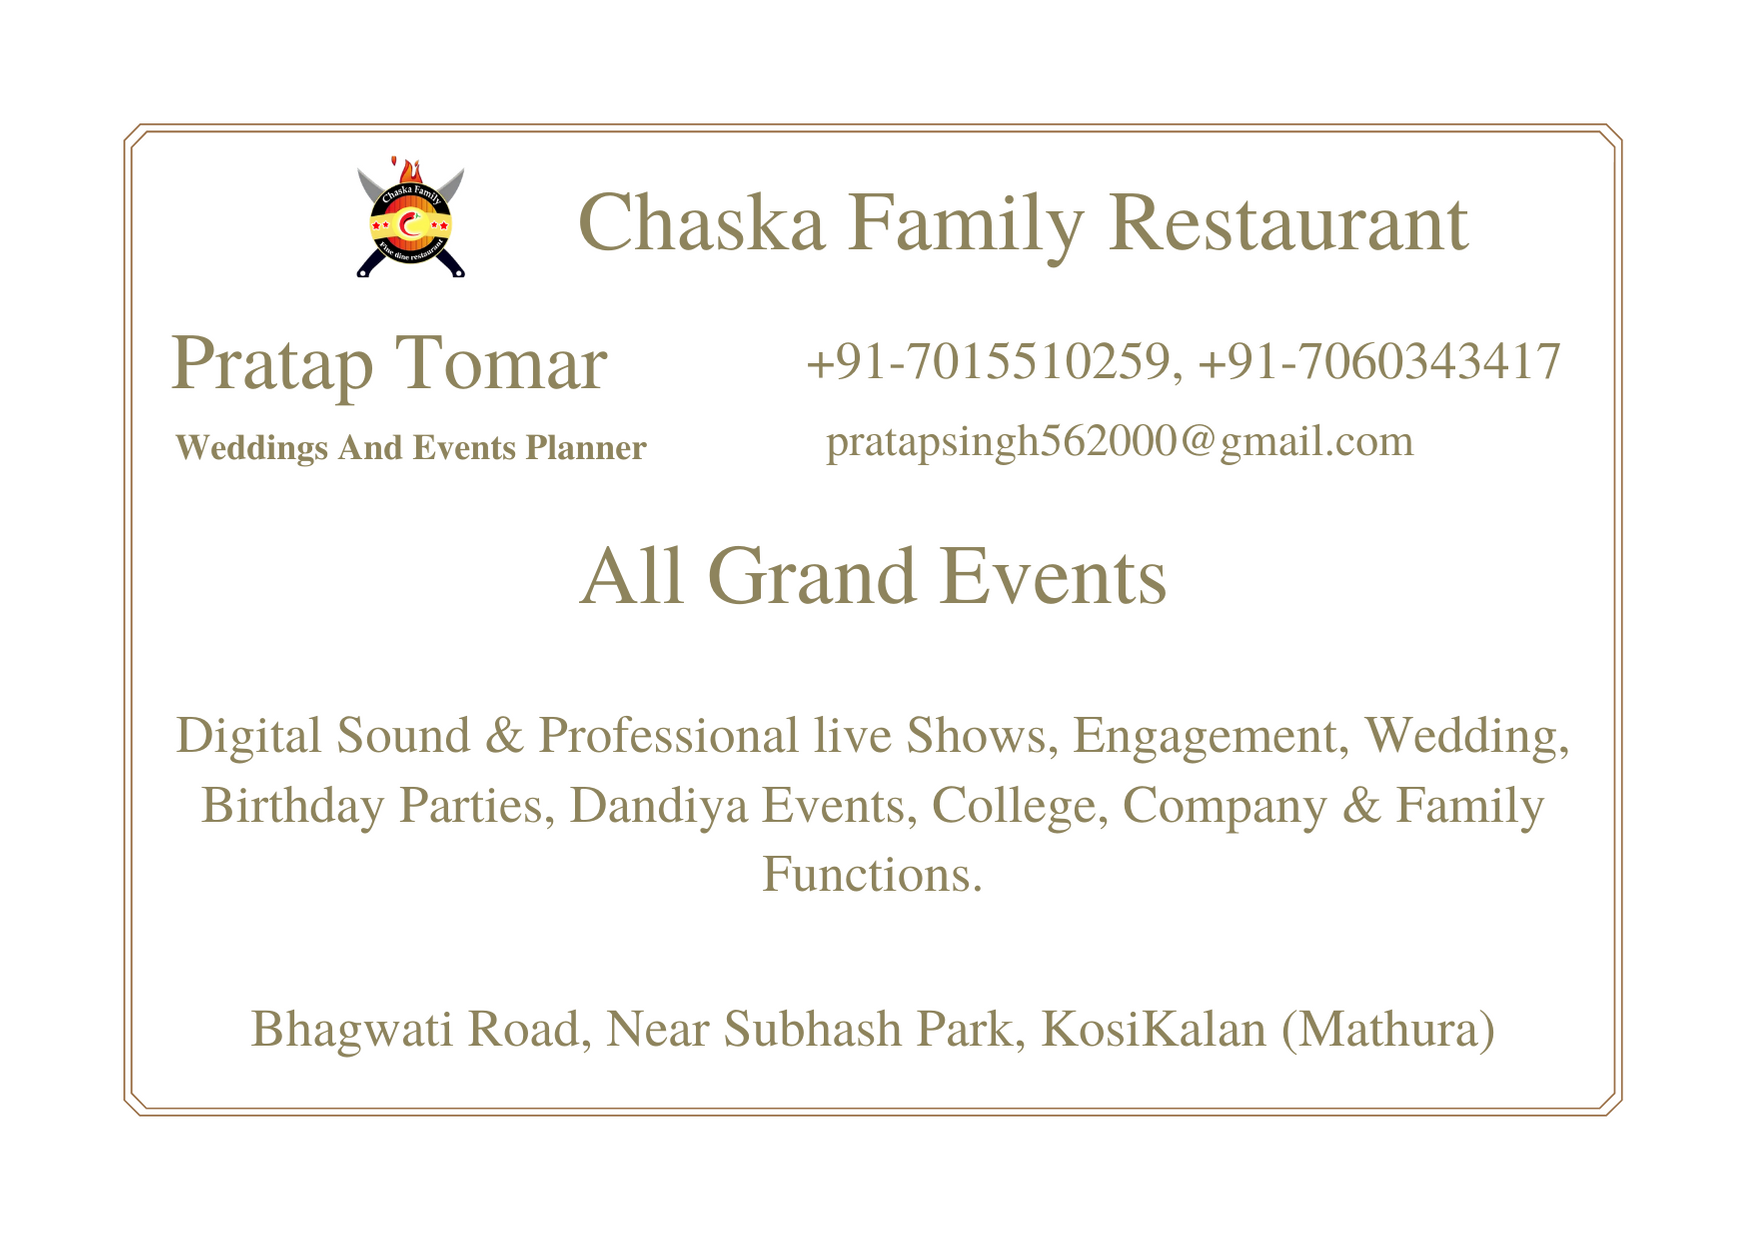 Chaska Family
Fine dine restaurant
Chaska Family Restaurant
Pratap Tomar
+91-7015510259, +91-7060343417
Weddings And Events Planner
pratapsingh562000@gmail.com
All Grand Events
Digital Sound & Professional live Shows, Engagement, Wedding,
Birthday Parties, Dandiya Events, College, Company & Family
Functions.
Bhagwati Road, Near Subhash Park, KosiKalan (Mathura)